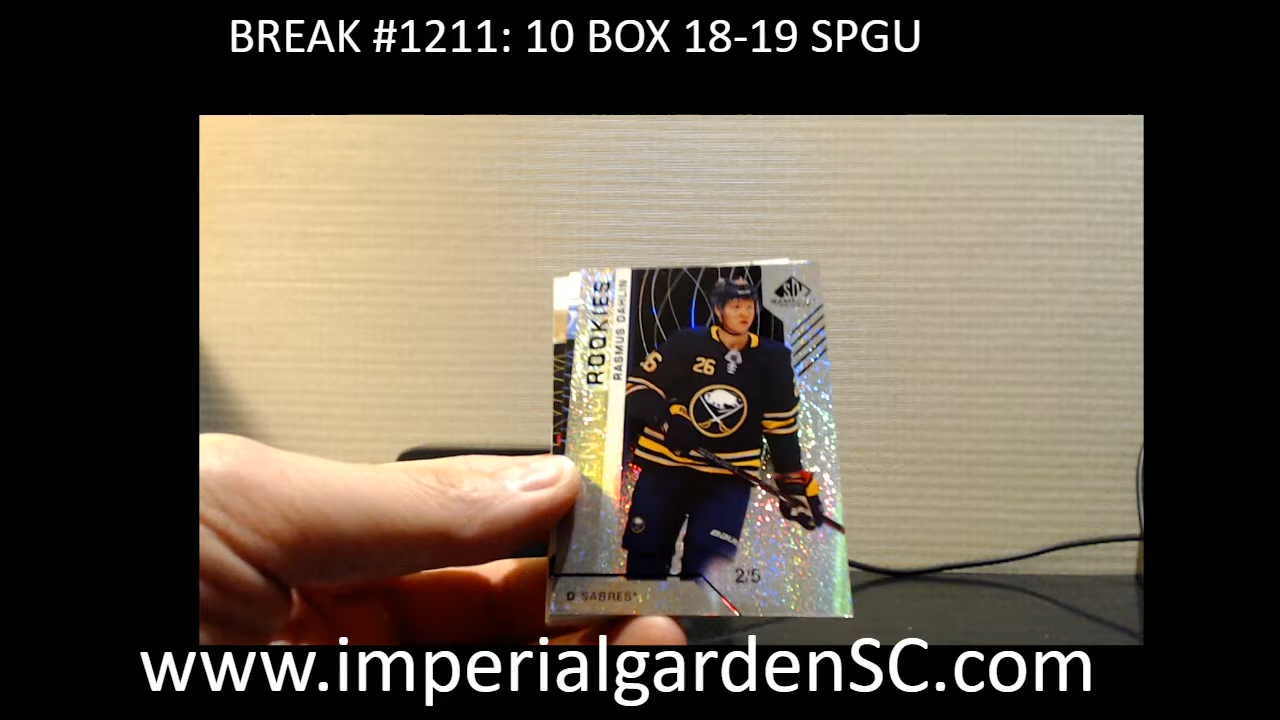 BREAK #1211: 10 BOX 18-19 SPGU
ROOKIES
RASMUS DAHLIN
26
2/5
D SABRES
www.imperialgardenSC.com